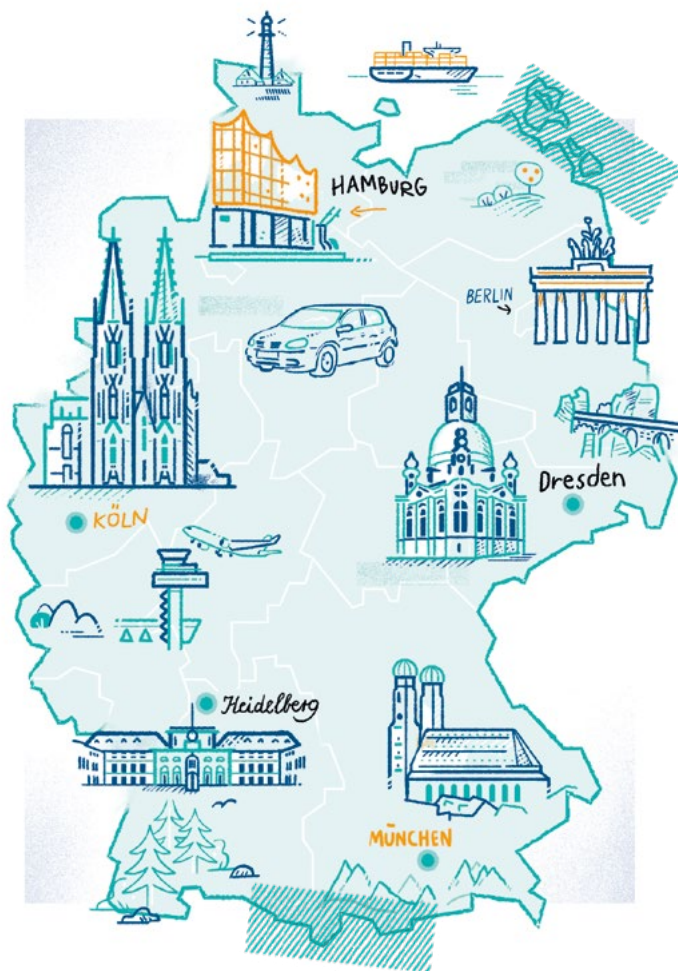 HAMBURG
BERLIN
Dresden
KÖLN
Heidelberg
MÜNCHEN